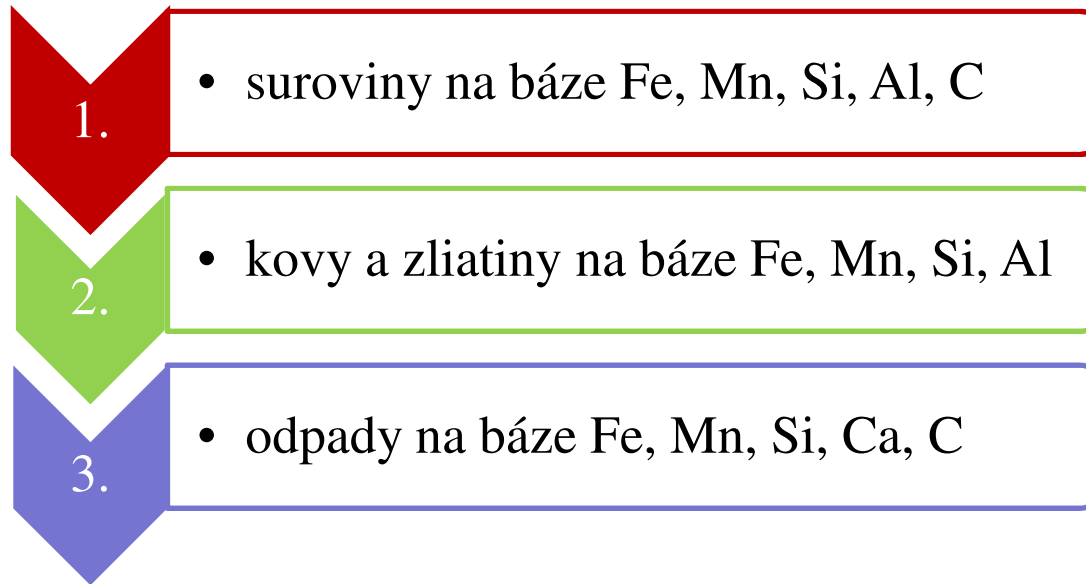 1.
• suroviny na báze Fe, Mn, Si, Al, C
2.
• kovy a zliatiny na báze Fe, Mn, Si, Al
3.
• odpady na báze Fe, Mn, Si, Ca, C